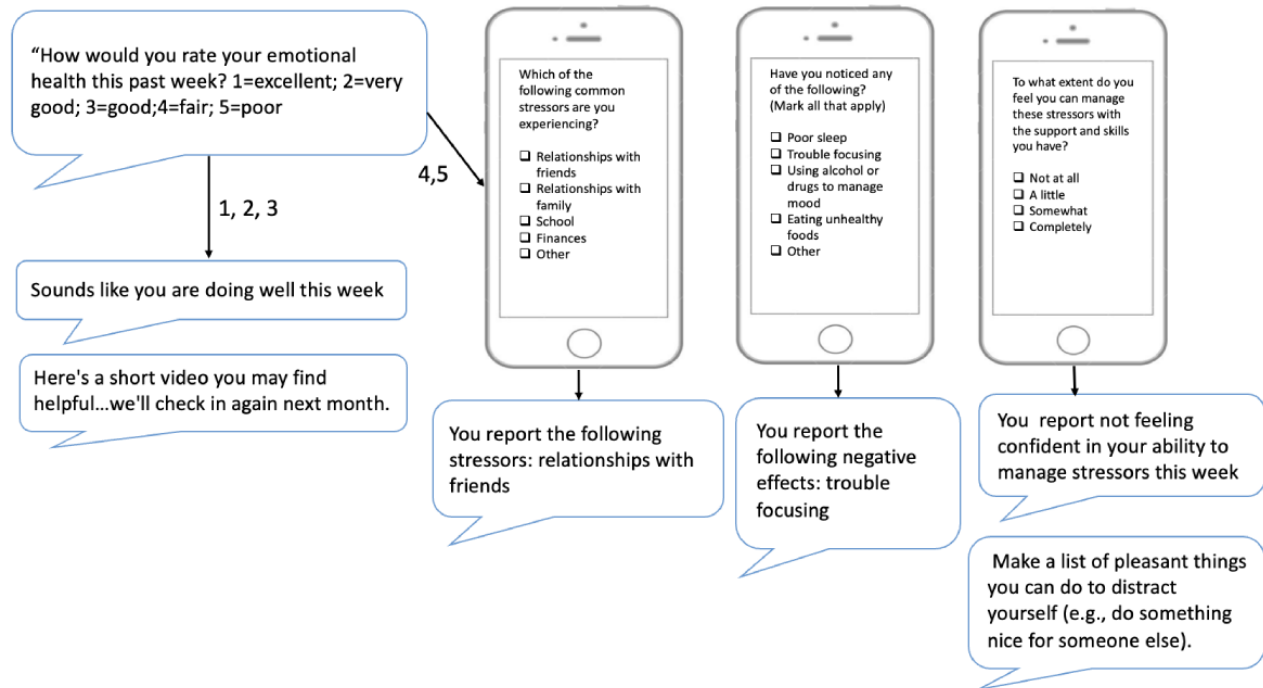 “How would you rate your emotional
health this past week? 1=excellent; 2=very
good; 3=good;4=fair; 5=poor
1, 2, 3
4,5
Sounds like you are doing well this week
Here's a short video you may find
helpful...we'll check in again next month.
Which of the
following common
stressors are you
experiencing?
❑ Relationships with
friends
❑ Relationships with
family
❑ School
❑ Finances
❑ Other
You report the following
stressors: relationships with
friends
Have you noticed any
of the following?
(Mark all that apply)
❑ Poor sleep
❑ Trouble focusing
❑ Using alcohol or
drugs to manage
mood
❑ Eating unhealthy
foods
❑ Other
You report the
following negative
effects: trouble
focusing
To what extent do you
feel you can manage
these stressors with
the support and skills
you have?
❑ Not at all
❑ A little
❑ Somewhat
❑ Completely
You report not feeling
confident in your ability to
manage stressors this week
Make a list of pleasant things
you can do to distract
yourself (e.g., do something
nice for someone else).